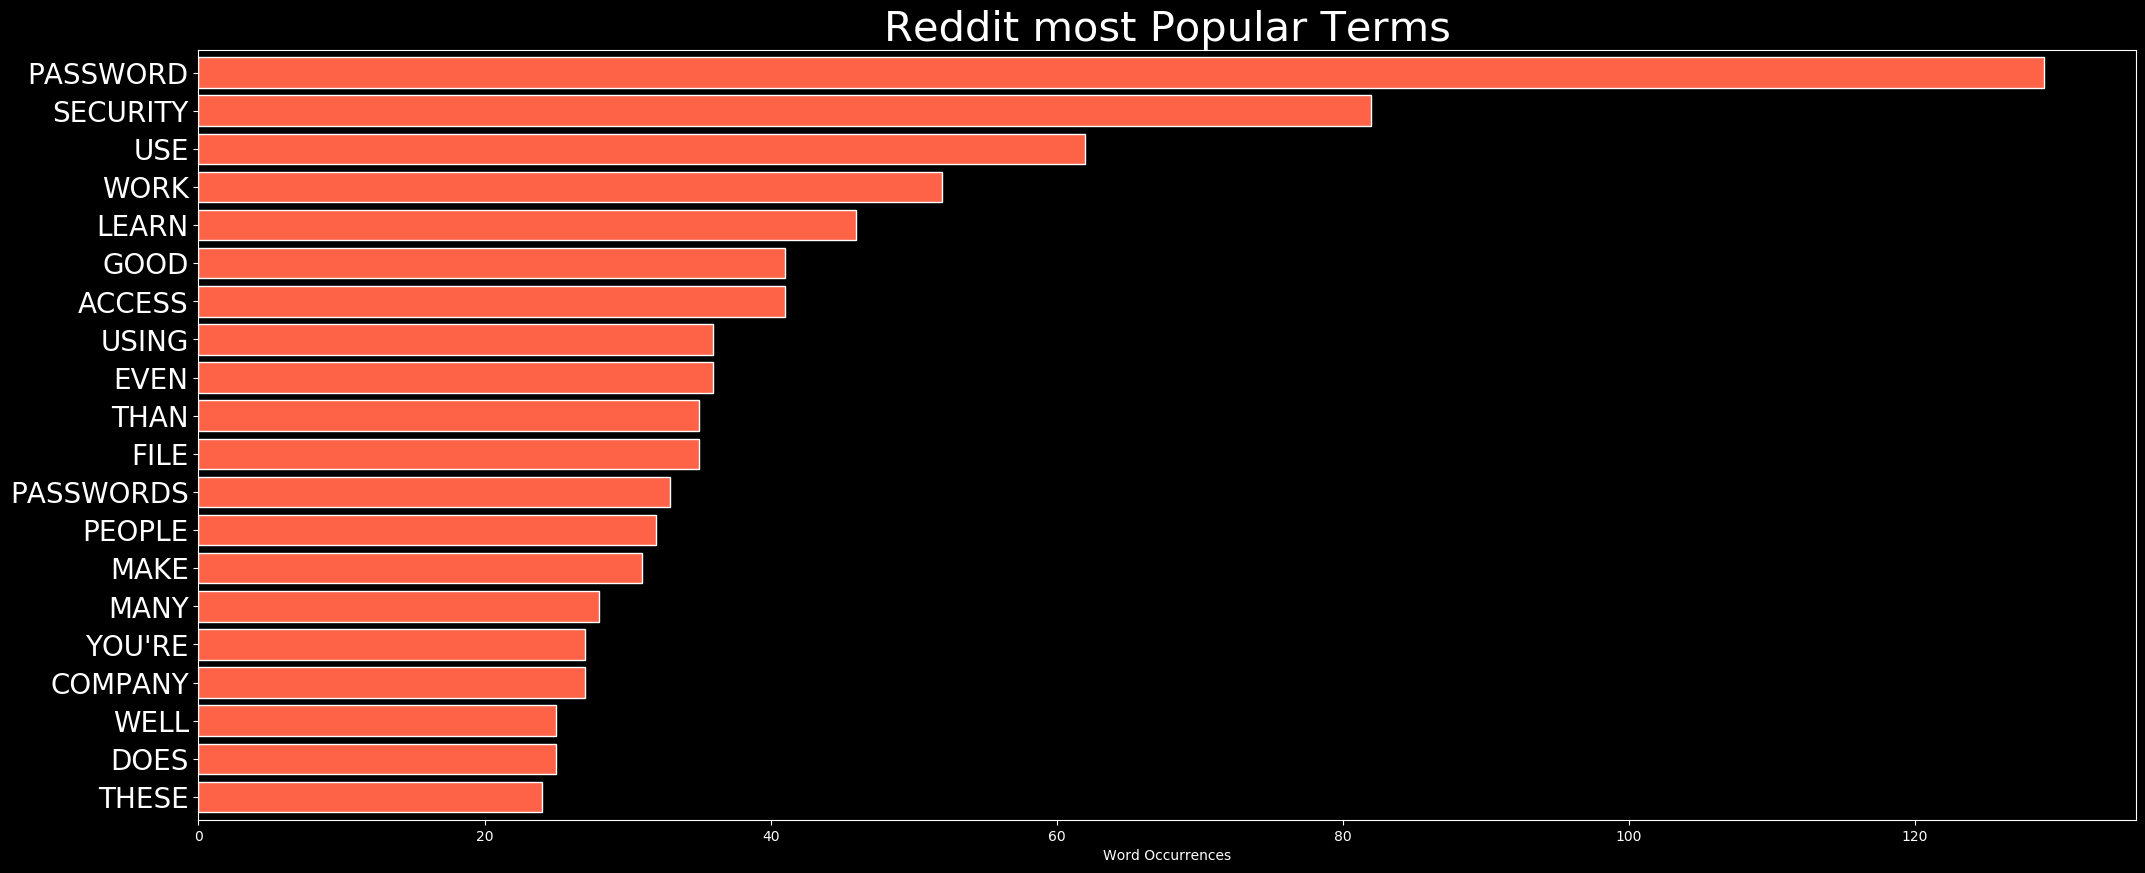 Reddit most Popular Terms
PASSWORD
SECURITY
USE
WORK
LEARN
GOOD
ACCESS
USING
EVEN
THAN
FILE
PASSWORDS
PEOPLE
MAKE
MANY
YOU'RE
COMPANY
WELL
DOES
THESE
0 20 40 60 80 100 120
Word Occurrences